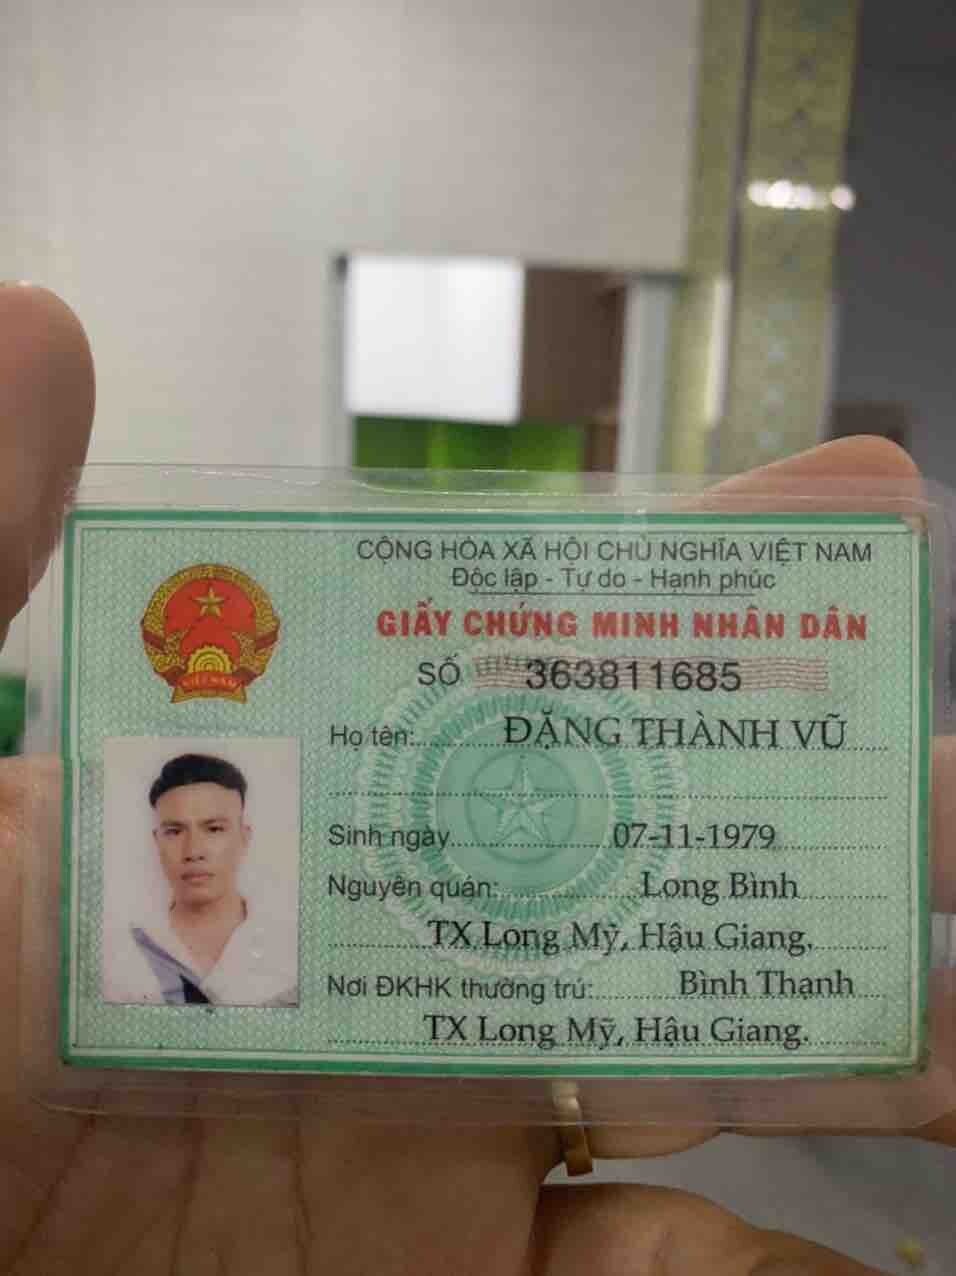 CỘNG HÒA XÃ HỘI CHỦ NGHĨA VIỆT NAM
Độc lập - Tự do - Hạnh phúc
GIẤY CHỨNG MINH NHÂN DÂN
SỐ 363811685
VIỆT NAM
Họ tên: ĐẶNG THÀNH VŨ
Sinh ngày 07-11-1979
Nguyên quán: Long Bình
TX Long Mỹ, Hậu Giang.
Nơi ĐKHK thường trú: Bình Thạnh
TX Long Mỹ, Hậu Giang.